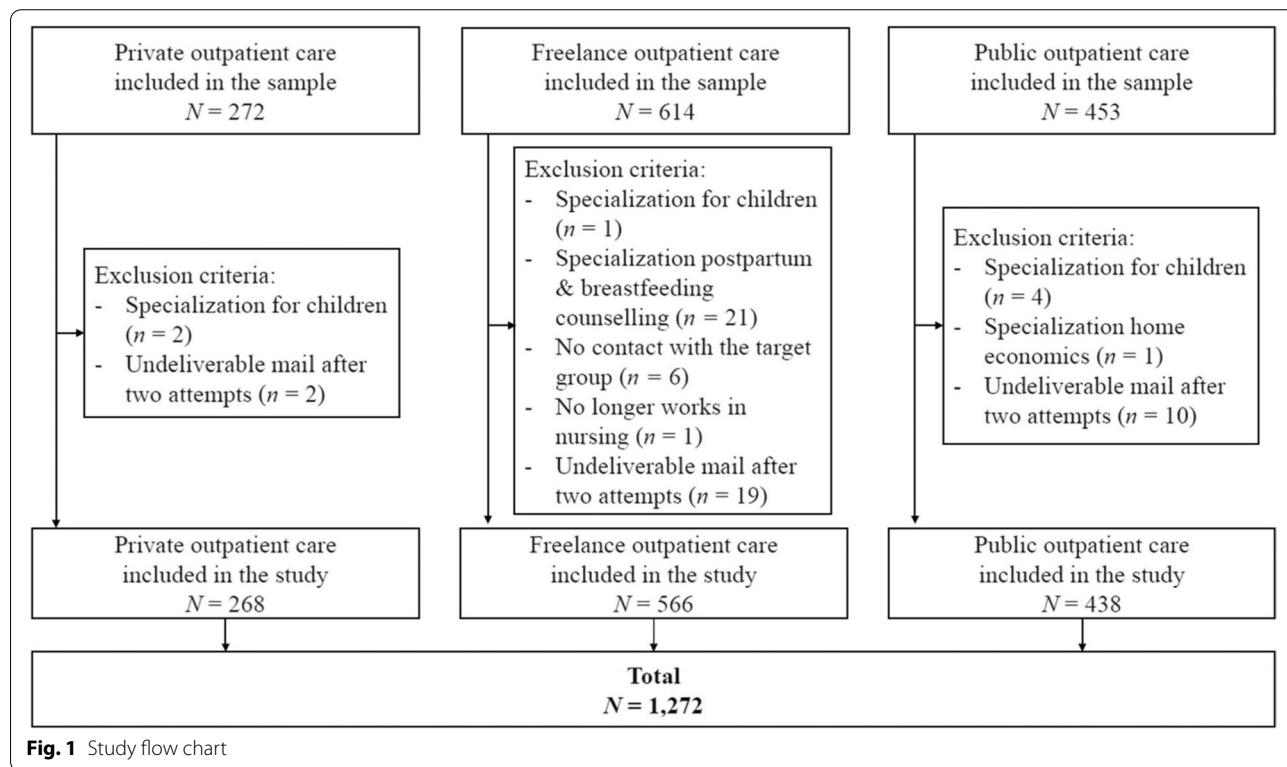 Private outpatient care
included in the sample
N = 272
Freelance outpatient care
included in the sample
N = 614
Public outpatient care
included in the sample
N = 453
Exclusion criteria:
- Specialization for children
(n = 2)
- Undeliverable mail after
two attempts (n = 2)
Exclusion criteria:
- Specialization for children
(n = 1)
- Specialization postpartum
& breastfeeding
counselling (n = 21)
- No contact with the target
group (n = 6)
- No longer works in
nursing (n = 1)
- Undeliverable mail after
two attempts (n = 19)
Exclusion criteria:
- Specialization for children
(n = 4)
- Specialization home
economics (n = 1)
- Undeliverable mail after
two attempts (n = 10)
Private outpatient care
included in the study
N = 268
Freelance outpatient care
included in the study
N = 566
Public outpatient care
included in the study
N = 438
Total
N = 1,272
Fig. 1 Study flow chart